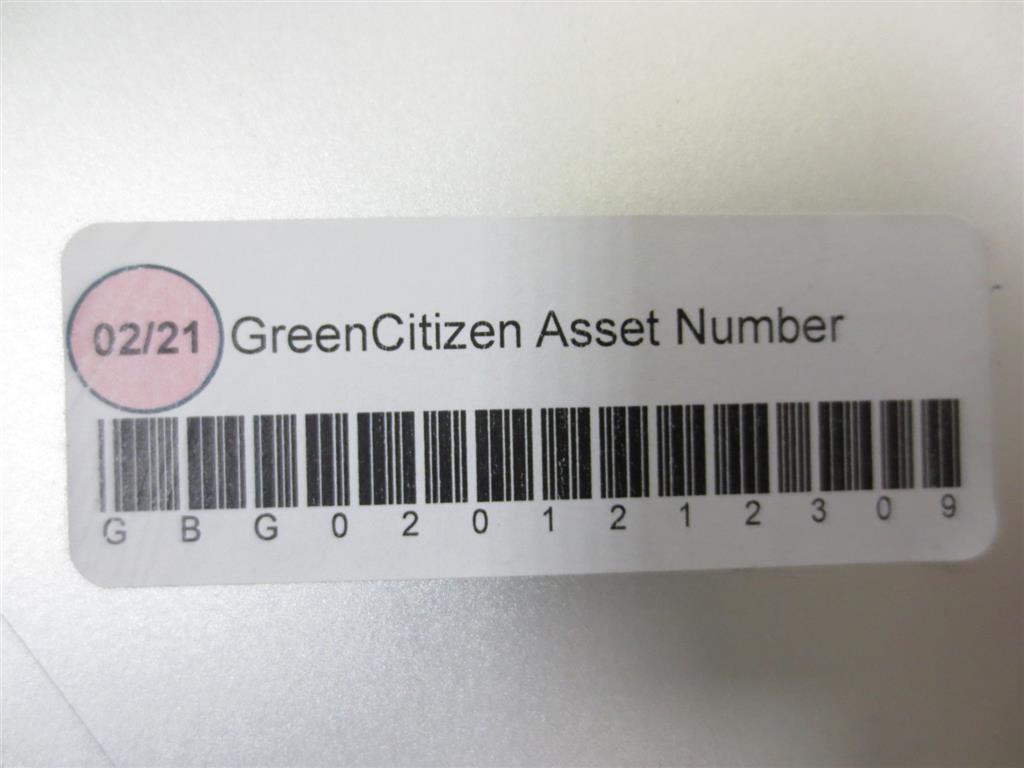 02/21 GreenCitizen Asset Number
G B G 0 2 0 1 2 1 2 3 0 9